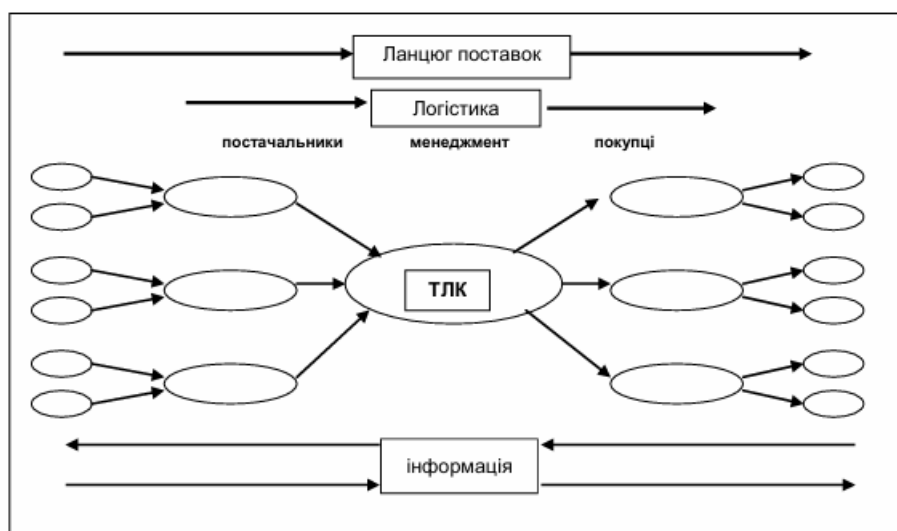 Ланцюг поставок
Логістика
постачальники менеджмент покупці
ТЛК
інформація